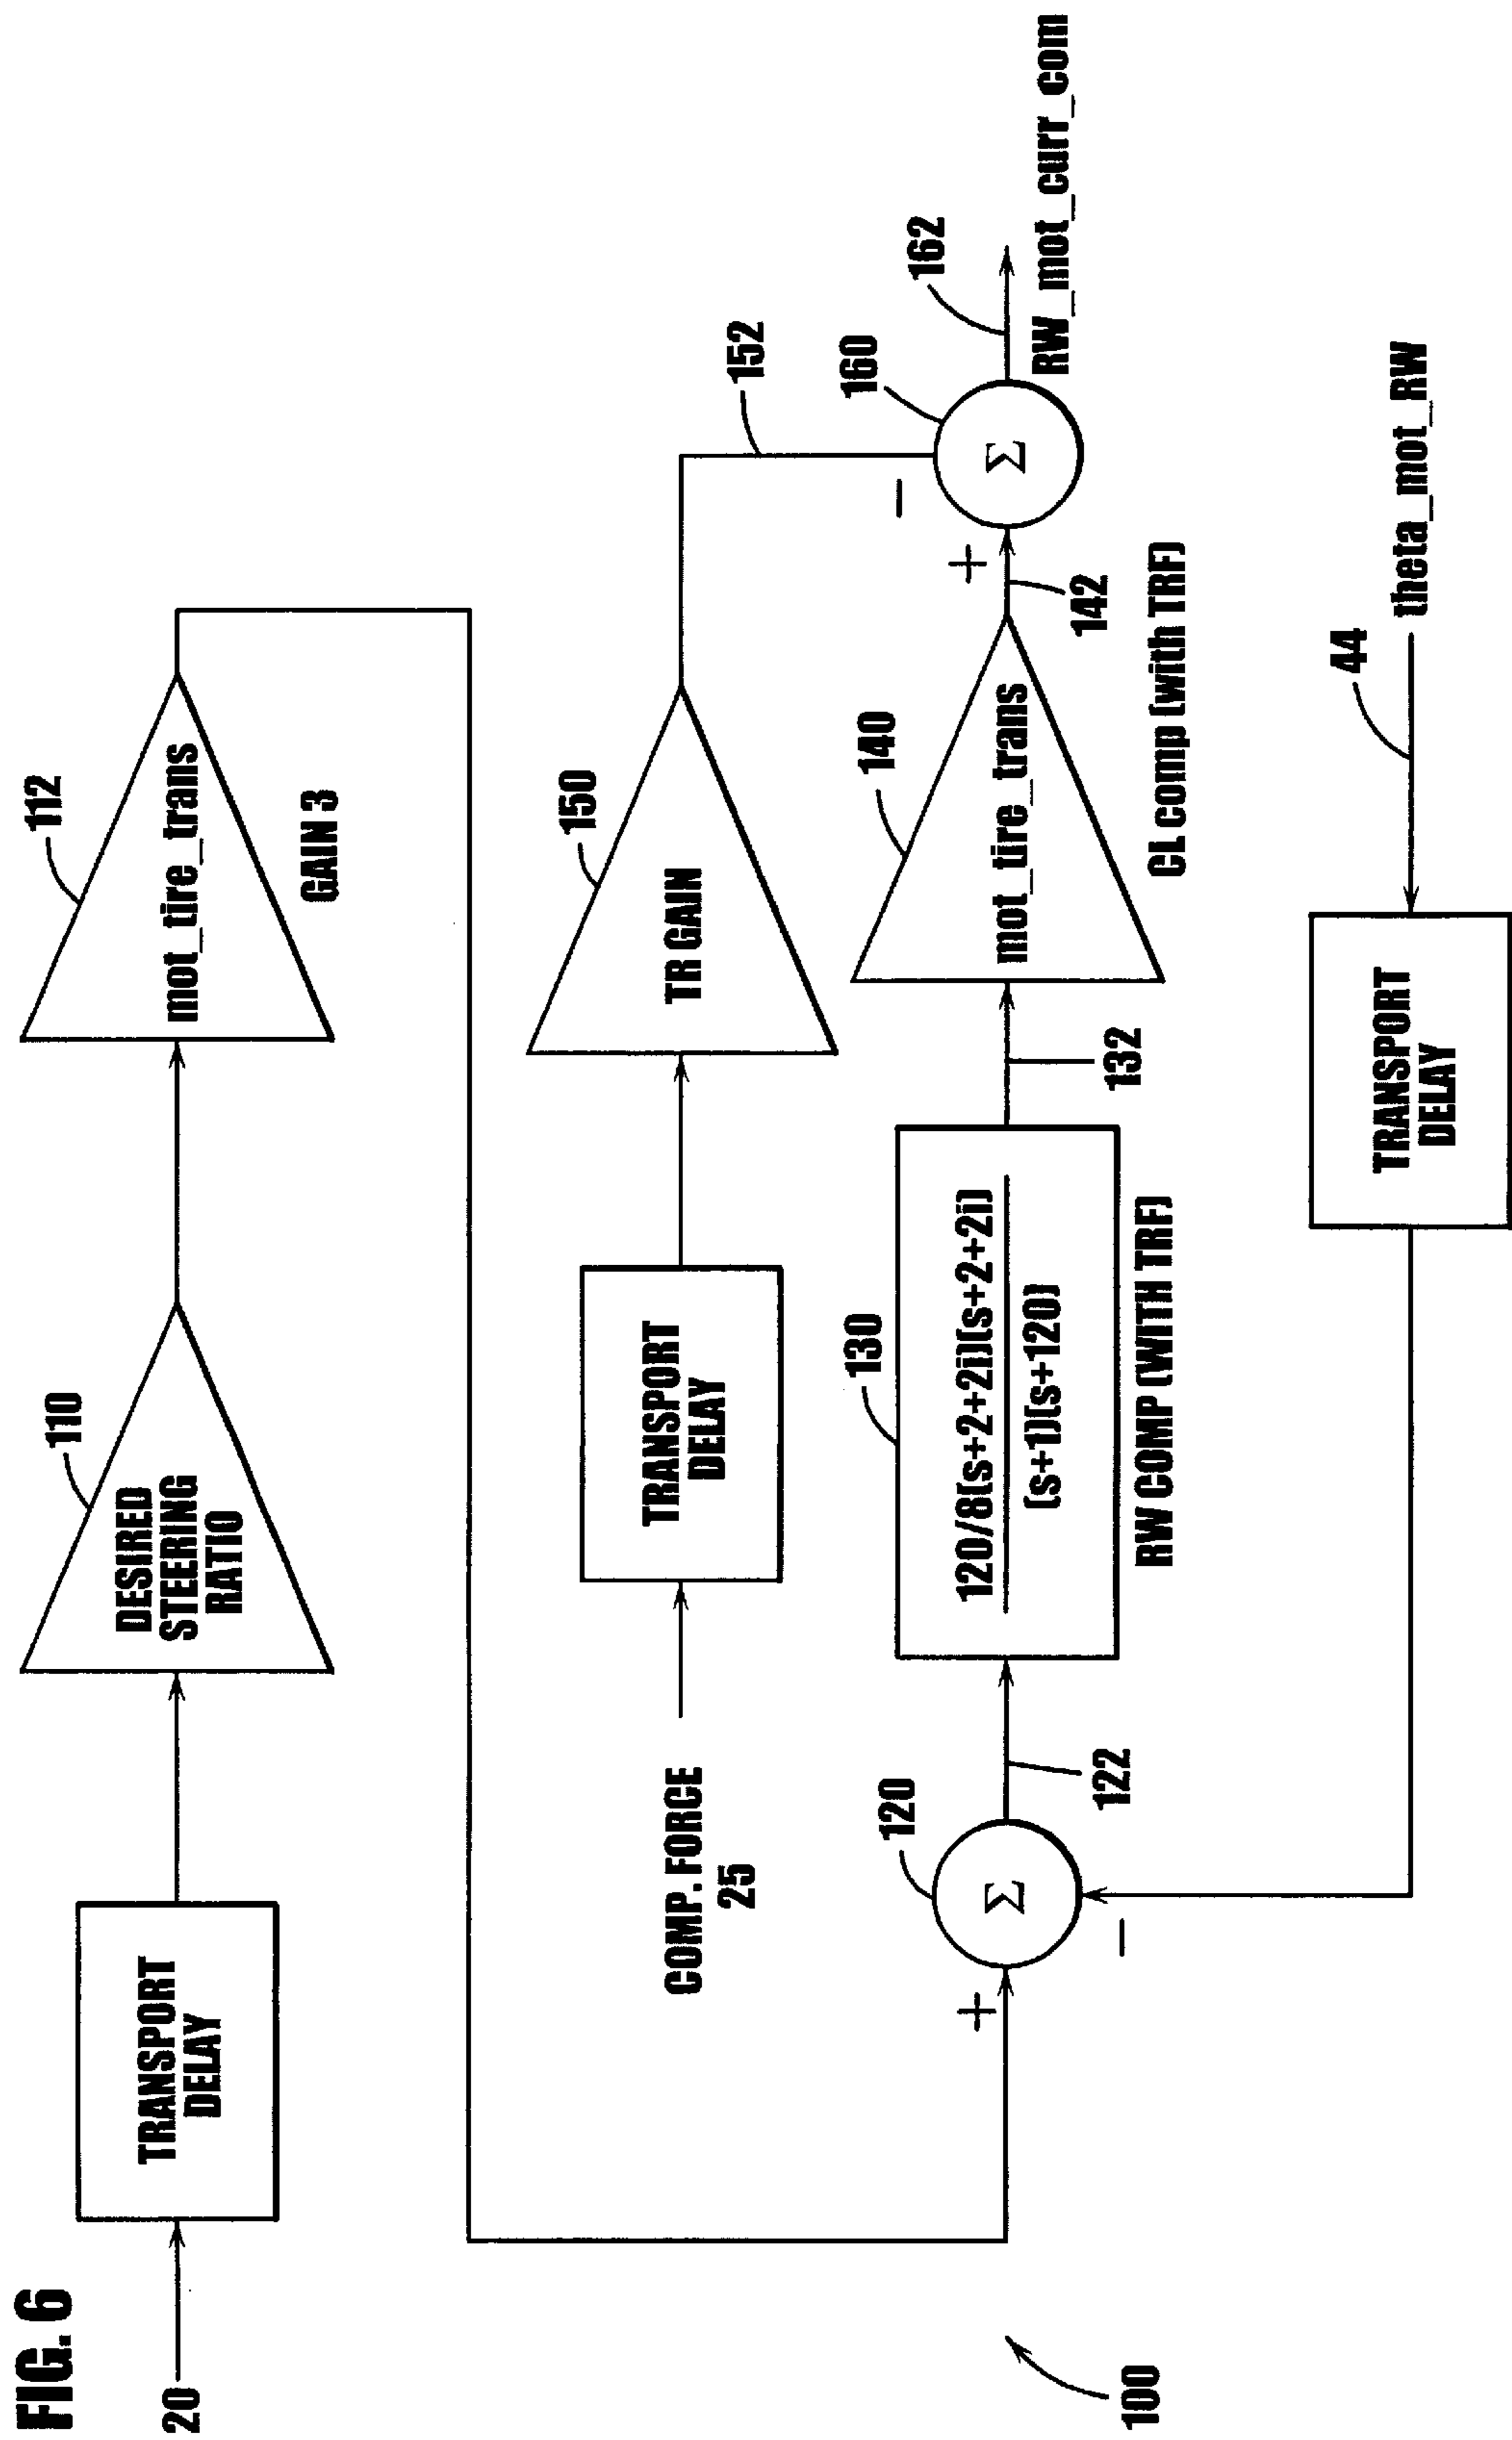 FIG. 6
20
TRANSPORT
DELAY
110
DESIRED
STEERING
RATIO
112
mot_tire_trans
GAIN 3
COMP. FORCE
25
TRANSPORT
DELAY
150
TR GAIN
152
120
Σ
+
−
122
130
120/8(s+2+2i)(s+2+2i)
(s+1)(s+120)
RW COMP (WITH TRF)
132
140
mot_tire_trans
CL comp (with TRF)
142
+
−
160
Σ
162
RW_mot_curr_com
TRANSPORT
DELAY
44
theta_mot_RW
100